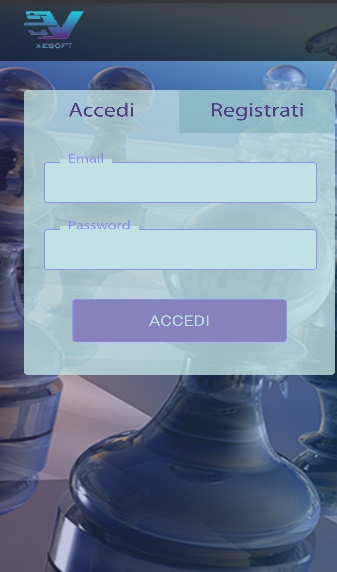 XESOFT
Accedi
Registrati
Email
Password
ACCEDI